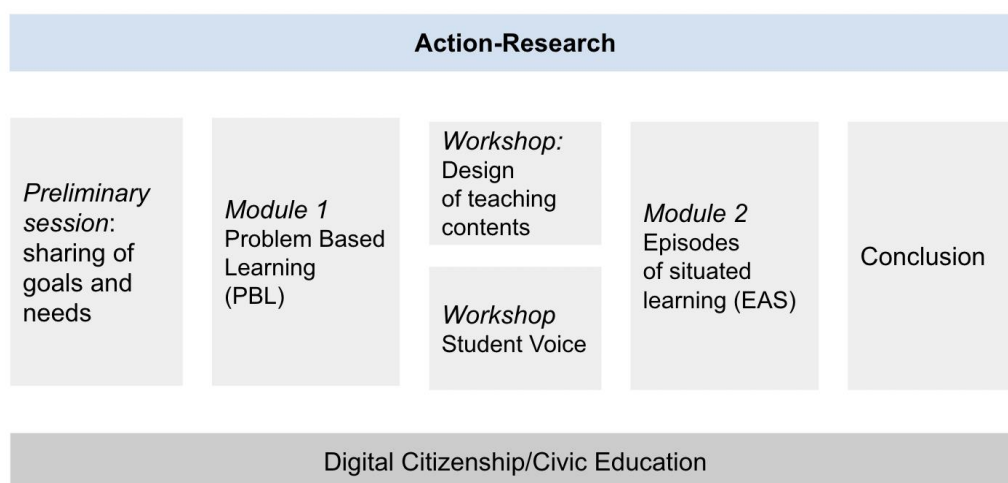 Action-Research
Preliminary
session:
sharing of
goals and
needs
Module 1
Problem Based
Learning
(PBL)
Workshop:
Design
of teaching
contents
Workshop
Student Voice
Module 2
Episodes
of situated
learning (EAS)
Conclusion
Digital Citizenship/Civic Education